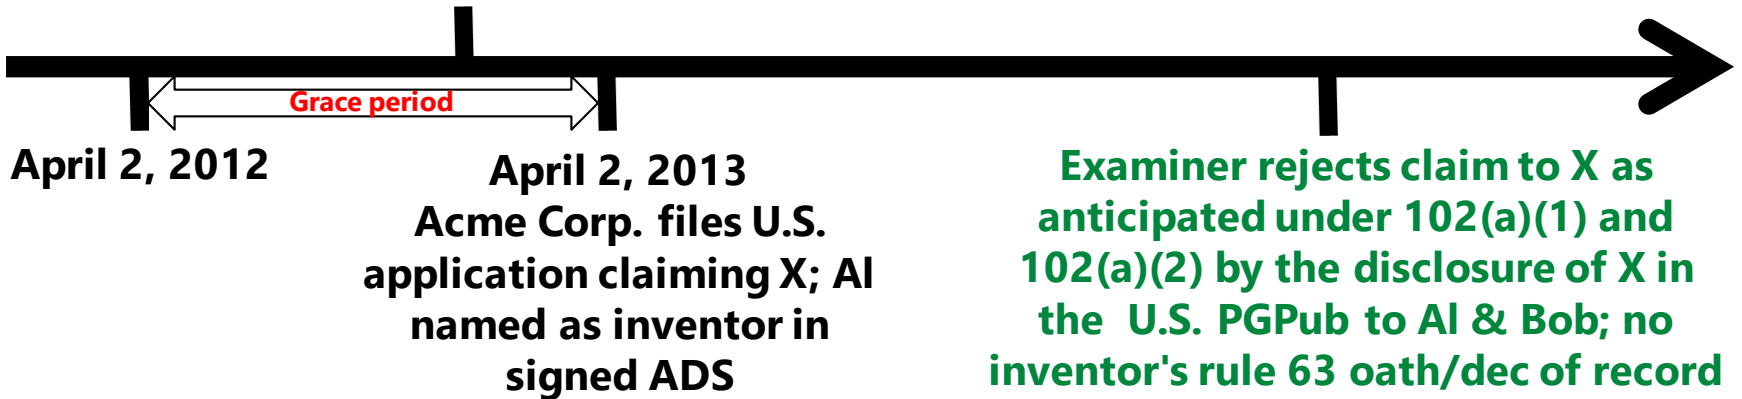 Grace period
April 2, 2012
April 2, 2013
Acme Corp. files U.S.
application claiming X; Al
named as inventor in
signed ADS
Examiner rejects claim to X as
anticipated under 102(a)(1) and
102(a)(2) by the disclosure of X in
the U.S. PGPub to Al & Bob; no
inventor's rule 63 oath/dec of record